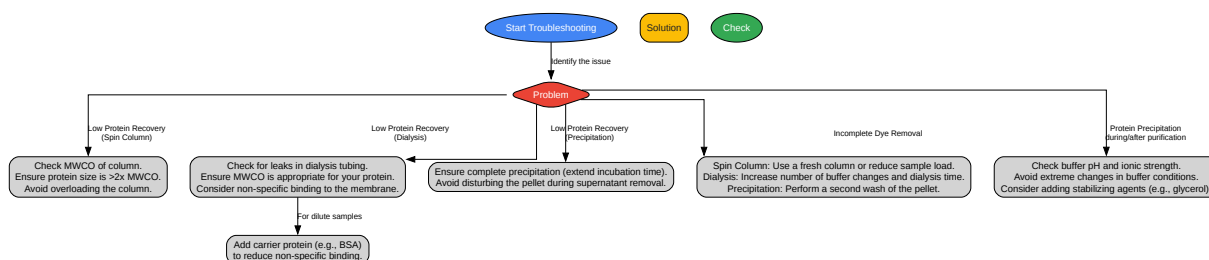 Start Troubleshooting
Solution
Check
Identify the issue
Problem
Low Protein Recovery
(Spin Column)
Low Protein Recovery
(Dialysis)
Low Protein Recovery
(Precipitation)
Incomplete Dye Removal
Protein Precipitation
during/after purification
Check MWCO of column.
Ensure protein size is >2x MWCO.
Avoid overloading the column.
Check for leaks in dialysis tubing.
Ensure MWCO is appropriate for your protein.
Consider non-specific binding to the membrane.
Ensure complete precipitation (extend incubation time).
Avoid disturbing the pellet during supernatant removal.
Spin Column: Use a fresh column or reduce sample load.
Dialysis: Increase number of buffer changes and dialysis time.
Precipitation: Perform a second wash of the pellet.
Check buffer pH and ionic strength.
Avoid extreme changes in buffer conditions.
Consider adding stabilizing agents (e.g., glycerol)
For dilute samples
Add carrier protein (e.g., BSA)
to reduce non-specific binding.